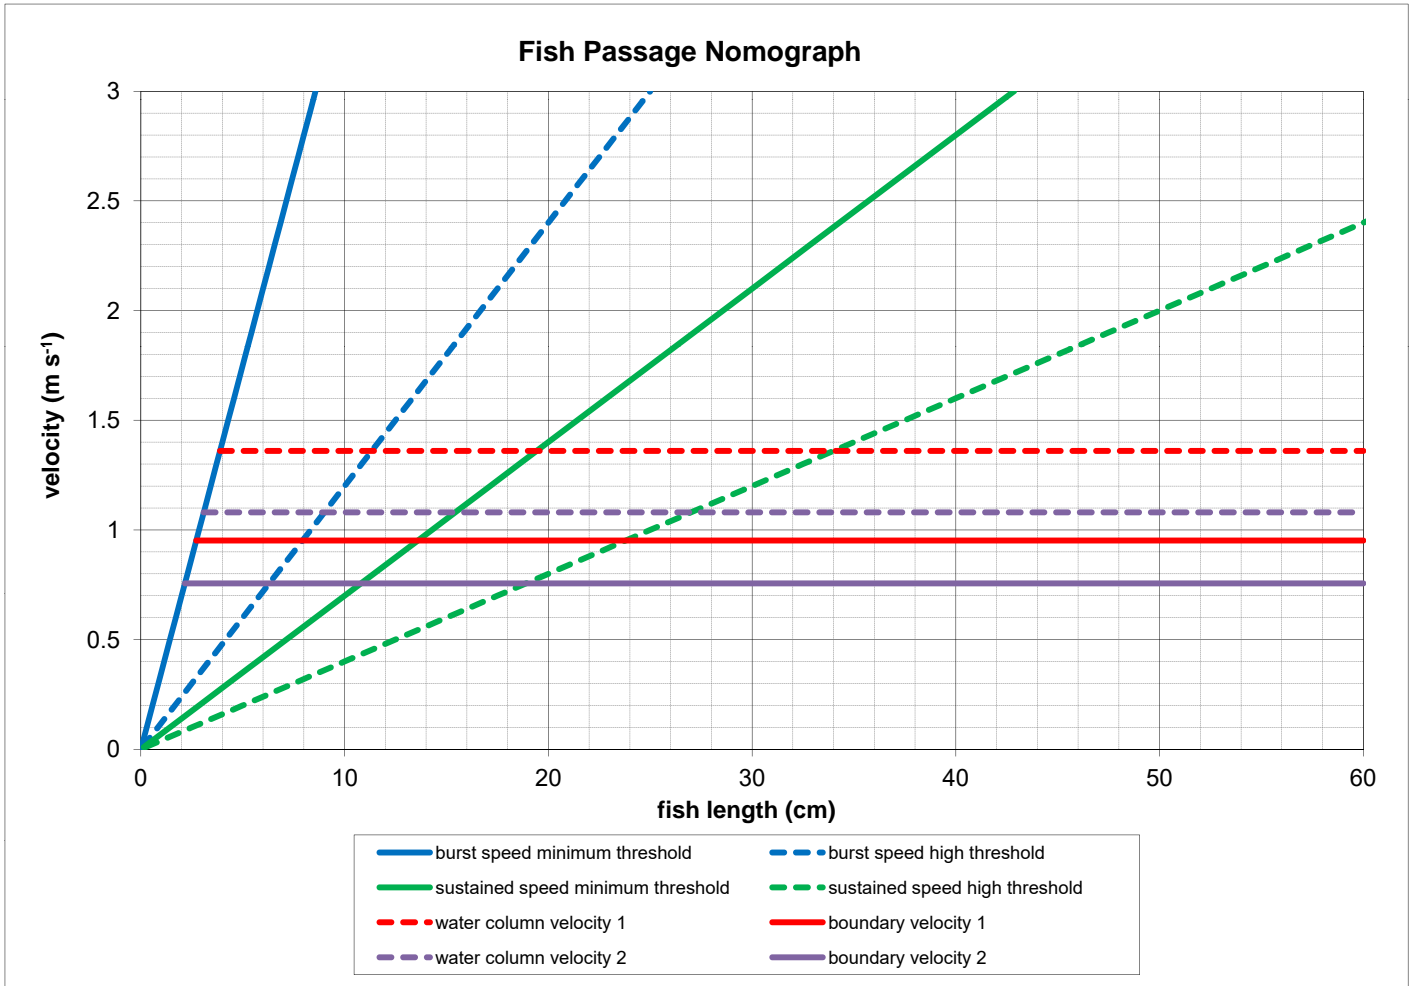 Fish Passage Nomograph
3
2.5
2
1.5
1
0.5
0
velocity (m s-1)
0 10 20 30 40 50 60
fish length (cm)
burst speed minimum threshold burst speed high threshold
sustained speed minimum threshold sustained speed high threshold
water column velocity 1 boundary velocity 1
water column velocity 2 boundary velocity 2